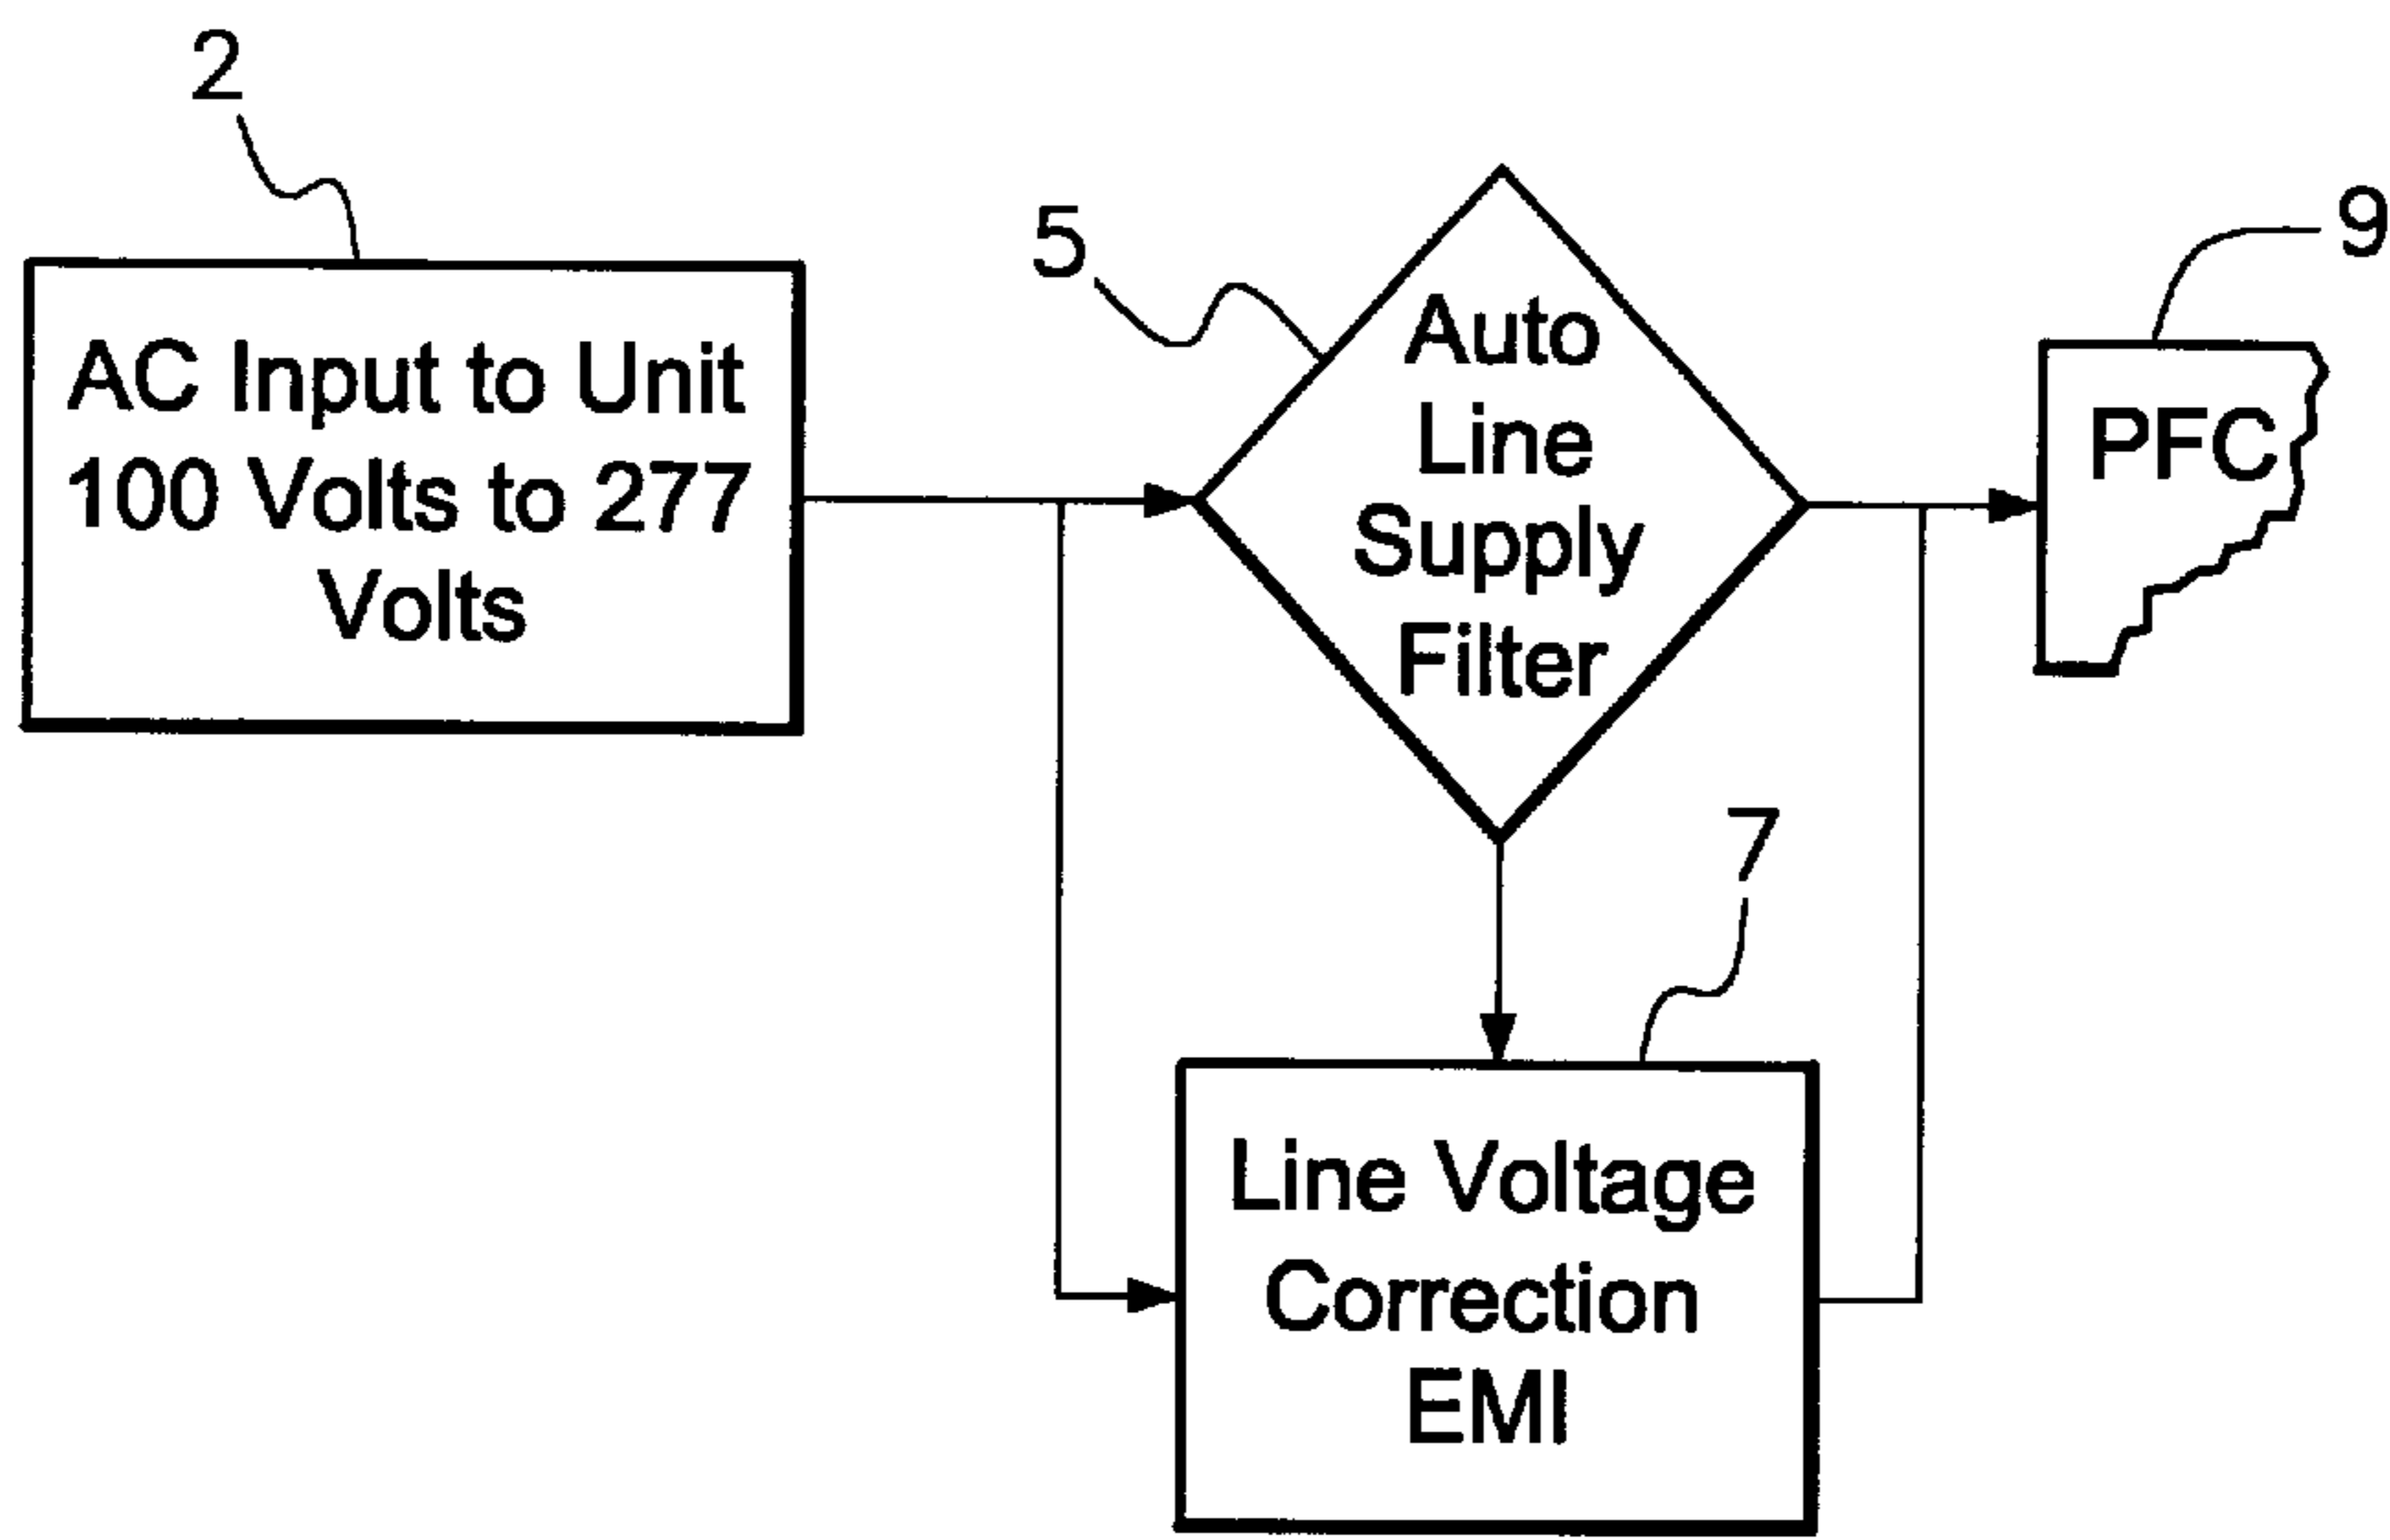 2
AC Input to Unit
100 Volts to 277
Volts
5
Auto
Line
Supply
Filter
9
PFC
7
Line Voltage
Correction
EMI